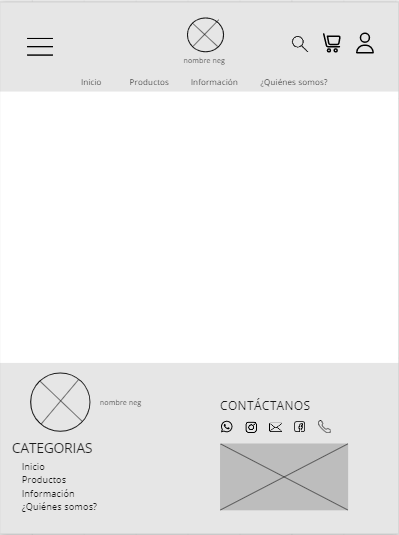 nombre neg
Inicio Productos Información ¿Quiénes somos?
nombre neg
CATEGORIAS
Inicio
Productos
Información
¿Quiénes somos?
CONTÁCTANOS